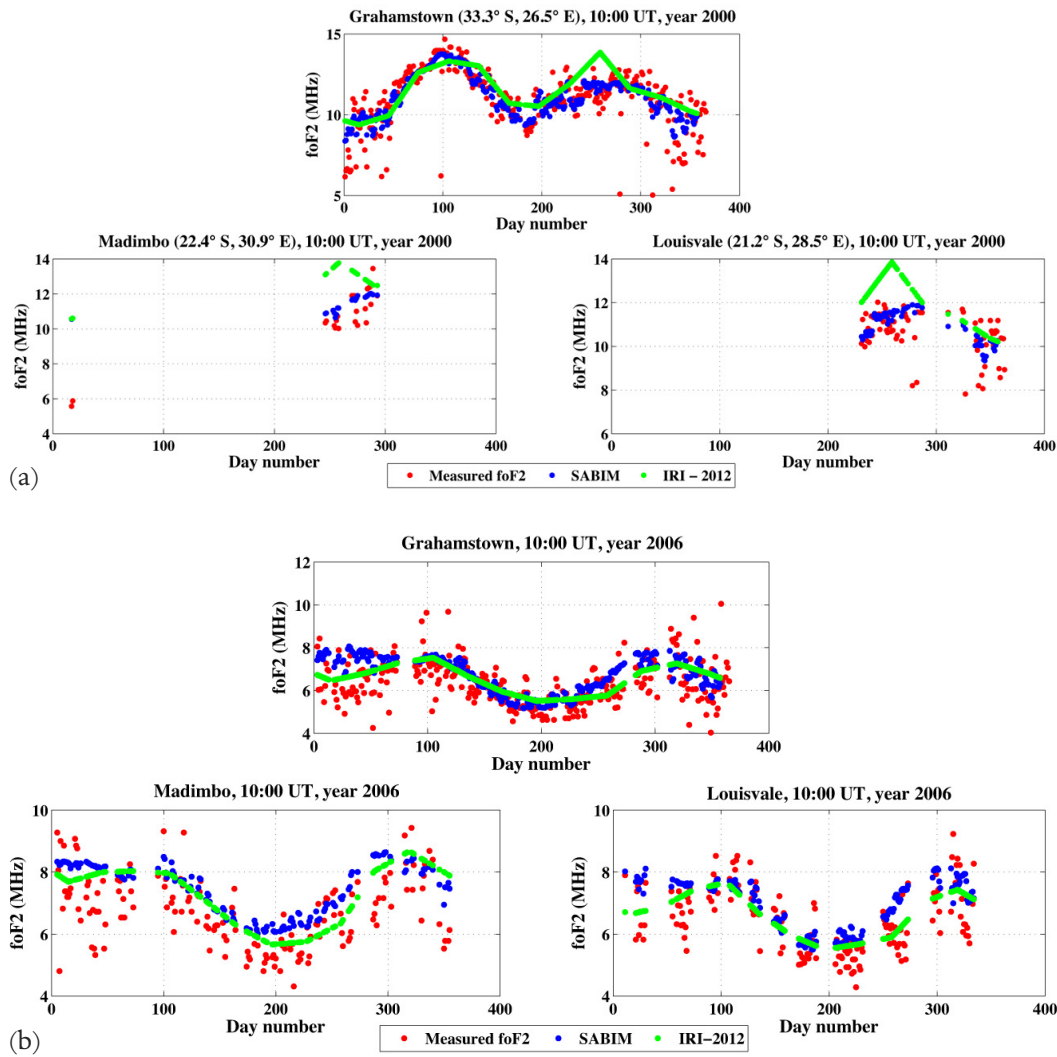 Grahamstown (33.3° S, 26.5° E), 10:00 UT, year 2000
15
10
5
foF2 (MHz)
0 100 200 300 400
Day number
Madimbo (22.4° S, 30.9° E), 10:00 UT, year 2000
14
12
10
8
6
4
foF2 (MHz)
0 100 200 300 400
Day number
Louisvale (21.2° S, 28.5° E), 10:00 UT, year 2000
14
12
10
8
6
foF2 (MHz)
0 100 200 300 400
Day number
(a)
Measured foF2 SABIM IRI – 2012
Grahamstown, 10:00 UT, year 2006
12
10
8
6
4
foF2 (MHz)
0 100 200 300 400
Day number
Madimbo, 10:00 UT, year 2006
10
8
6
4
foF2 (MHz)
0 100 200 300 400
Day number
Louisvale, 10:00 UT, year 2006
10
8
6
4
foF2 (MHz)
0 100 200 300 400
Day number
(b)
Measured foF2 SABIM IRI−2012